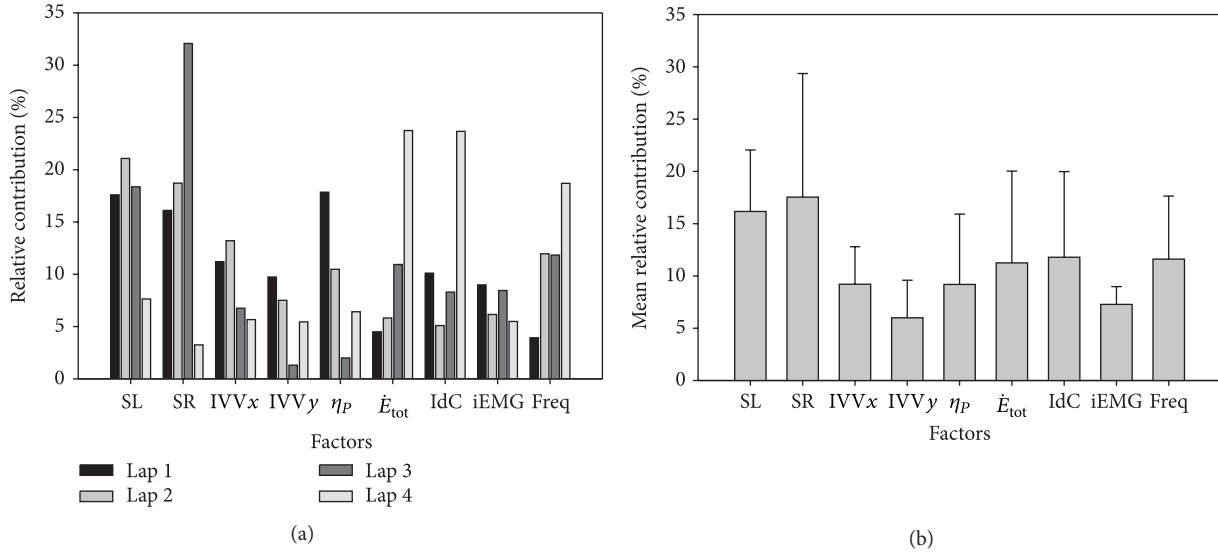 35
30
25
20
15
10
5
0
Relative contribution (%)
SL SR IVVx IVVy ηP Ėtot IdC iEMG Freq
Factors
Lap 1
Lap 2
Lap 3
Lap 4
(a)
35
30
25
20
15
10
5
0
Mean relative contribution (%)
SL SR IVVx IVVy ηP Ėtot IdC iEMG Freq
Factors
(b)